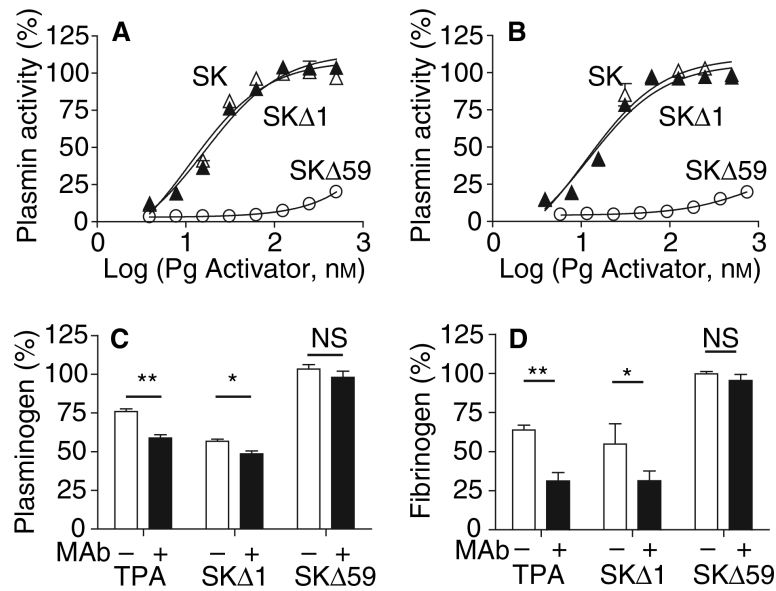 A
Plasmin activity (%)
125
100
75
50
25
0
SK
SKΔ1
SKΔ59
0 1 2 3
Log (Pg Activator, nM)
B
Plasmin activity (%)
125
100
75
50
25
0
SK
SKΔ1
SKΔ59
0 1 2 3
Log (Pg Activator, nM)
C
Plasminogen (%)
125
100
75
50
25
0
** * NS
MAb − + − + − +
TPA SKΔ1 SKΔ59
D
Fibrinogen (%)
125
100
75
50
25
0
** * NS
MAb − + − + − +
TPA SKΔ1 SKΔ59